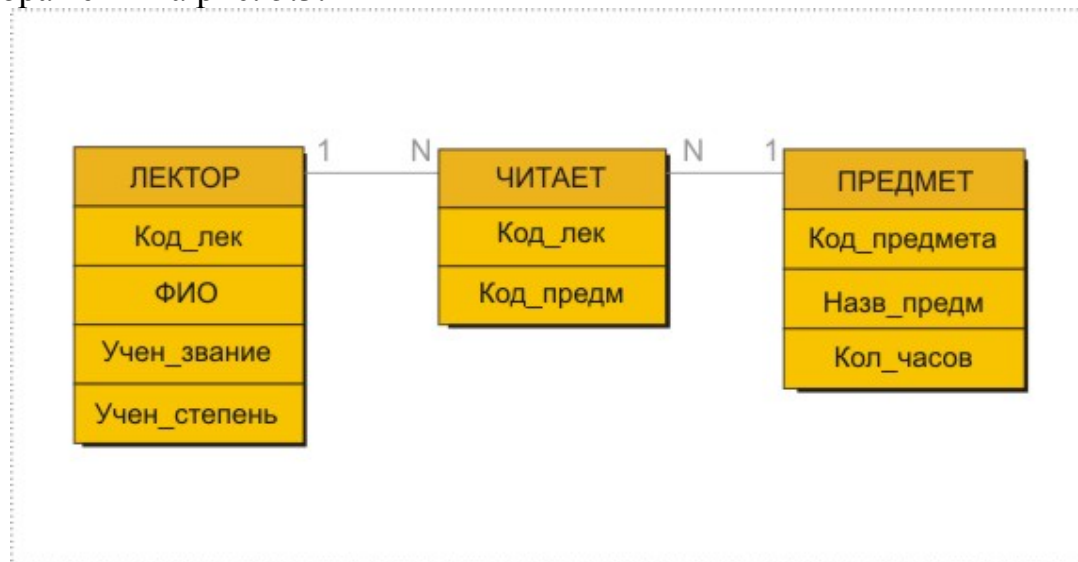 1 N N 1
ЛЕКТОР
Код_лек
ФИО
Учен_звание
Учен_степень
ЧИТАЕТ
Код_лек
Код_предм
ПРЕДМЕТ
Код_предмета
Назв_предм
Кол_часов